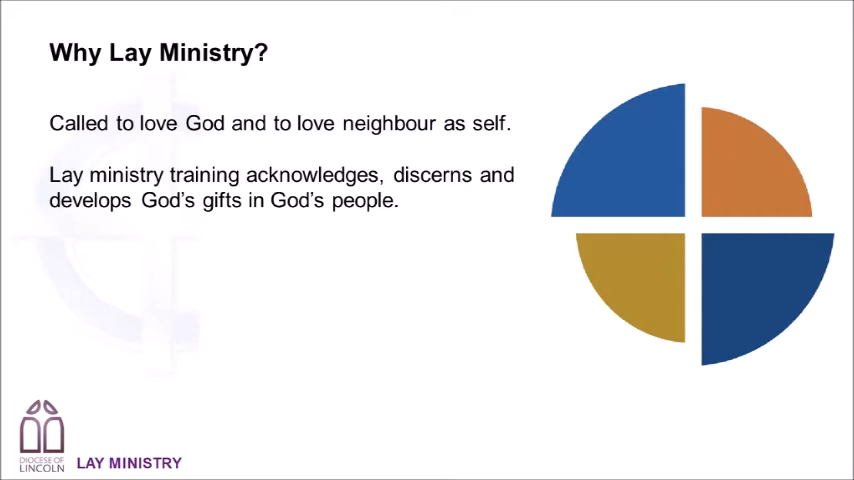 Why Lay Ministry?
Called to love God and to love neighbour as self.
Lay ministry training acknowledges, discerns and
develops God's gifts in God's people.
DIOCESE OF
LINCOLN
LAY MINISTRY